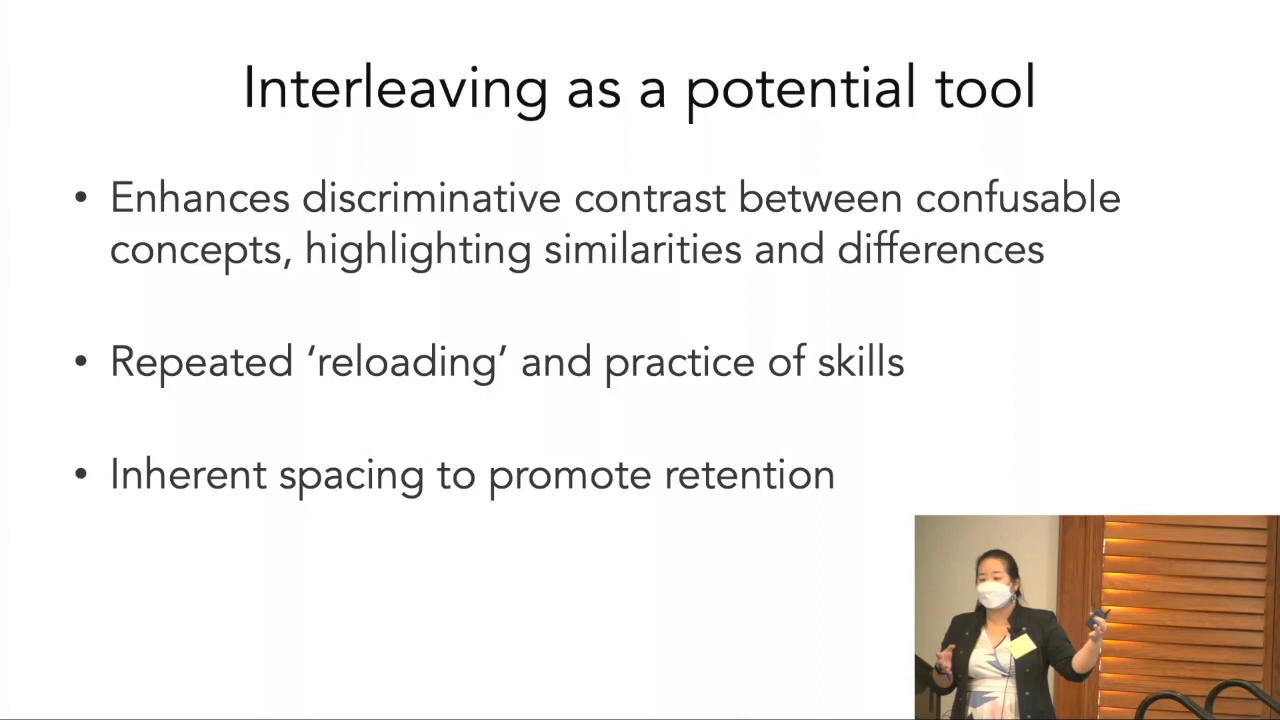 Interleaving as a potential tool
• Enhances discriminative contrast between confusable
concepts, highlighting similarities and differences
• Repeated ‘reloading’ and practice of skills
• Inherent spacing to promote retention